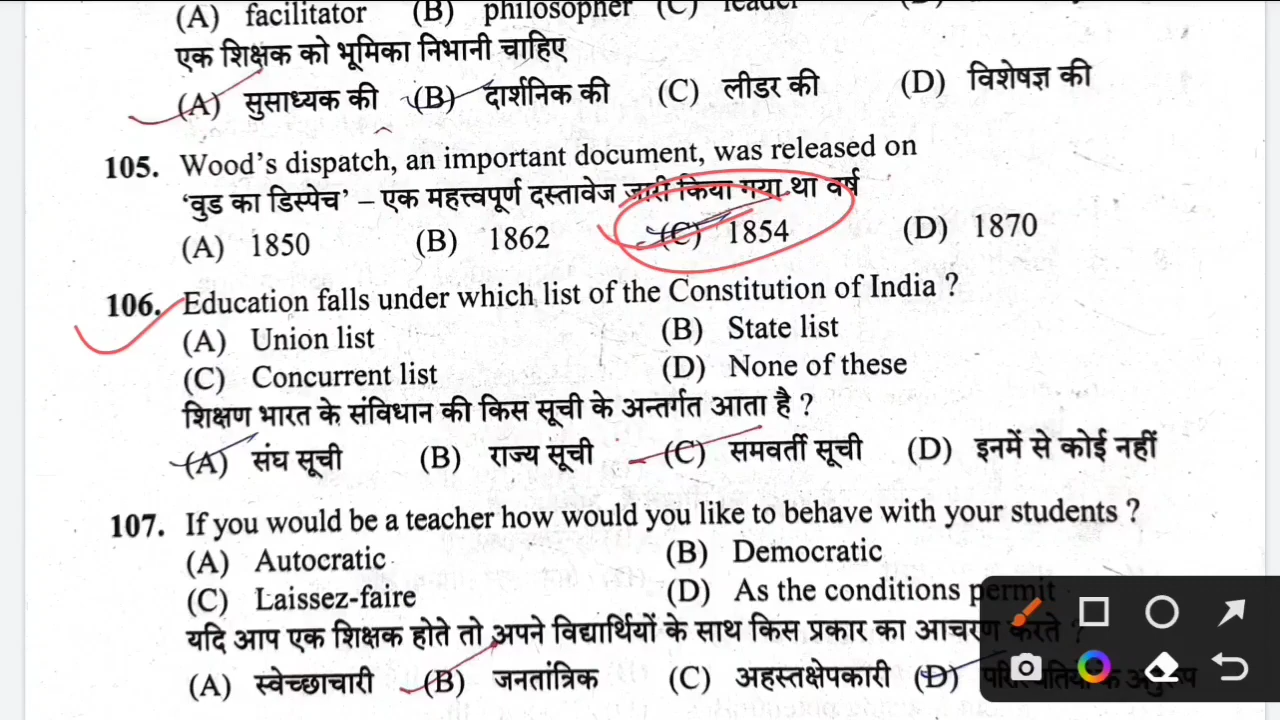 (A) facilitator (B) philosopher (C) leader
एक शिक्षक को भूमिका निभानी चाहिए
(A) सुसाध्यक की (B) दार्शनिक की (C) लीडर की (D) विशेषज्ञ की
105. Wood's dispatch, an important document, was released on
'वुड का डिस्पेच' – एक महत्त्वपूर्ण दस्तावेज जारी किया गया था वर्ष
(A) 1850 (B) 1862 (C) 1854 (D) 1870
106. Education falls under which list of the Constitution of India ?
(A) Union list (B) State list
(C) Concurrent list (D) None of these
शिक्षण भारत के संविधान की किस सूची के अन्तर्गत आता है ?
(A) संघ सूची (B) राज्य सूची (C) समवर्ती सूची (D) इनमें से कोई नहीं
107. If you would be a teacher how would you like to behave with your students ?
(A) Autocratic (B) Democratic
(C) Laissez-faire (D) As the conditions permit
यदि आप एक शिक्षक होते तो अपने विद्यार्थियों के साथ किस प्रकार का आचरण करते ?
(A) स्वेच्छाचारी (B) जनतांत्रिक (C) अहस्तक्षेपकारी (D) परिस्थितियों के अनुरूप